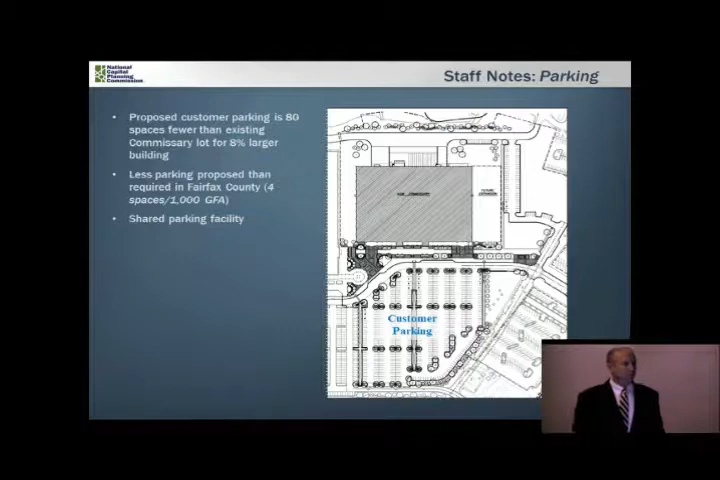 National
Capital
Planning
Commission
Staff Notes: Parking
• Proposed customer parking is 80
spaces fewer than existing
Commissary lot for 8% larger
building
• Less parking proposed than
required in Fairfax County (4
spaces/1,000 GFA)
• Shared parking facility
Customer
Parking